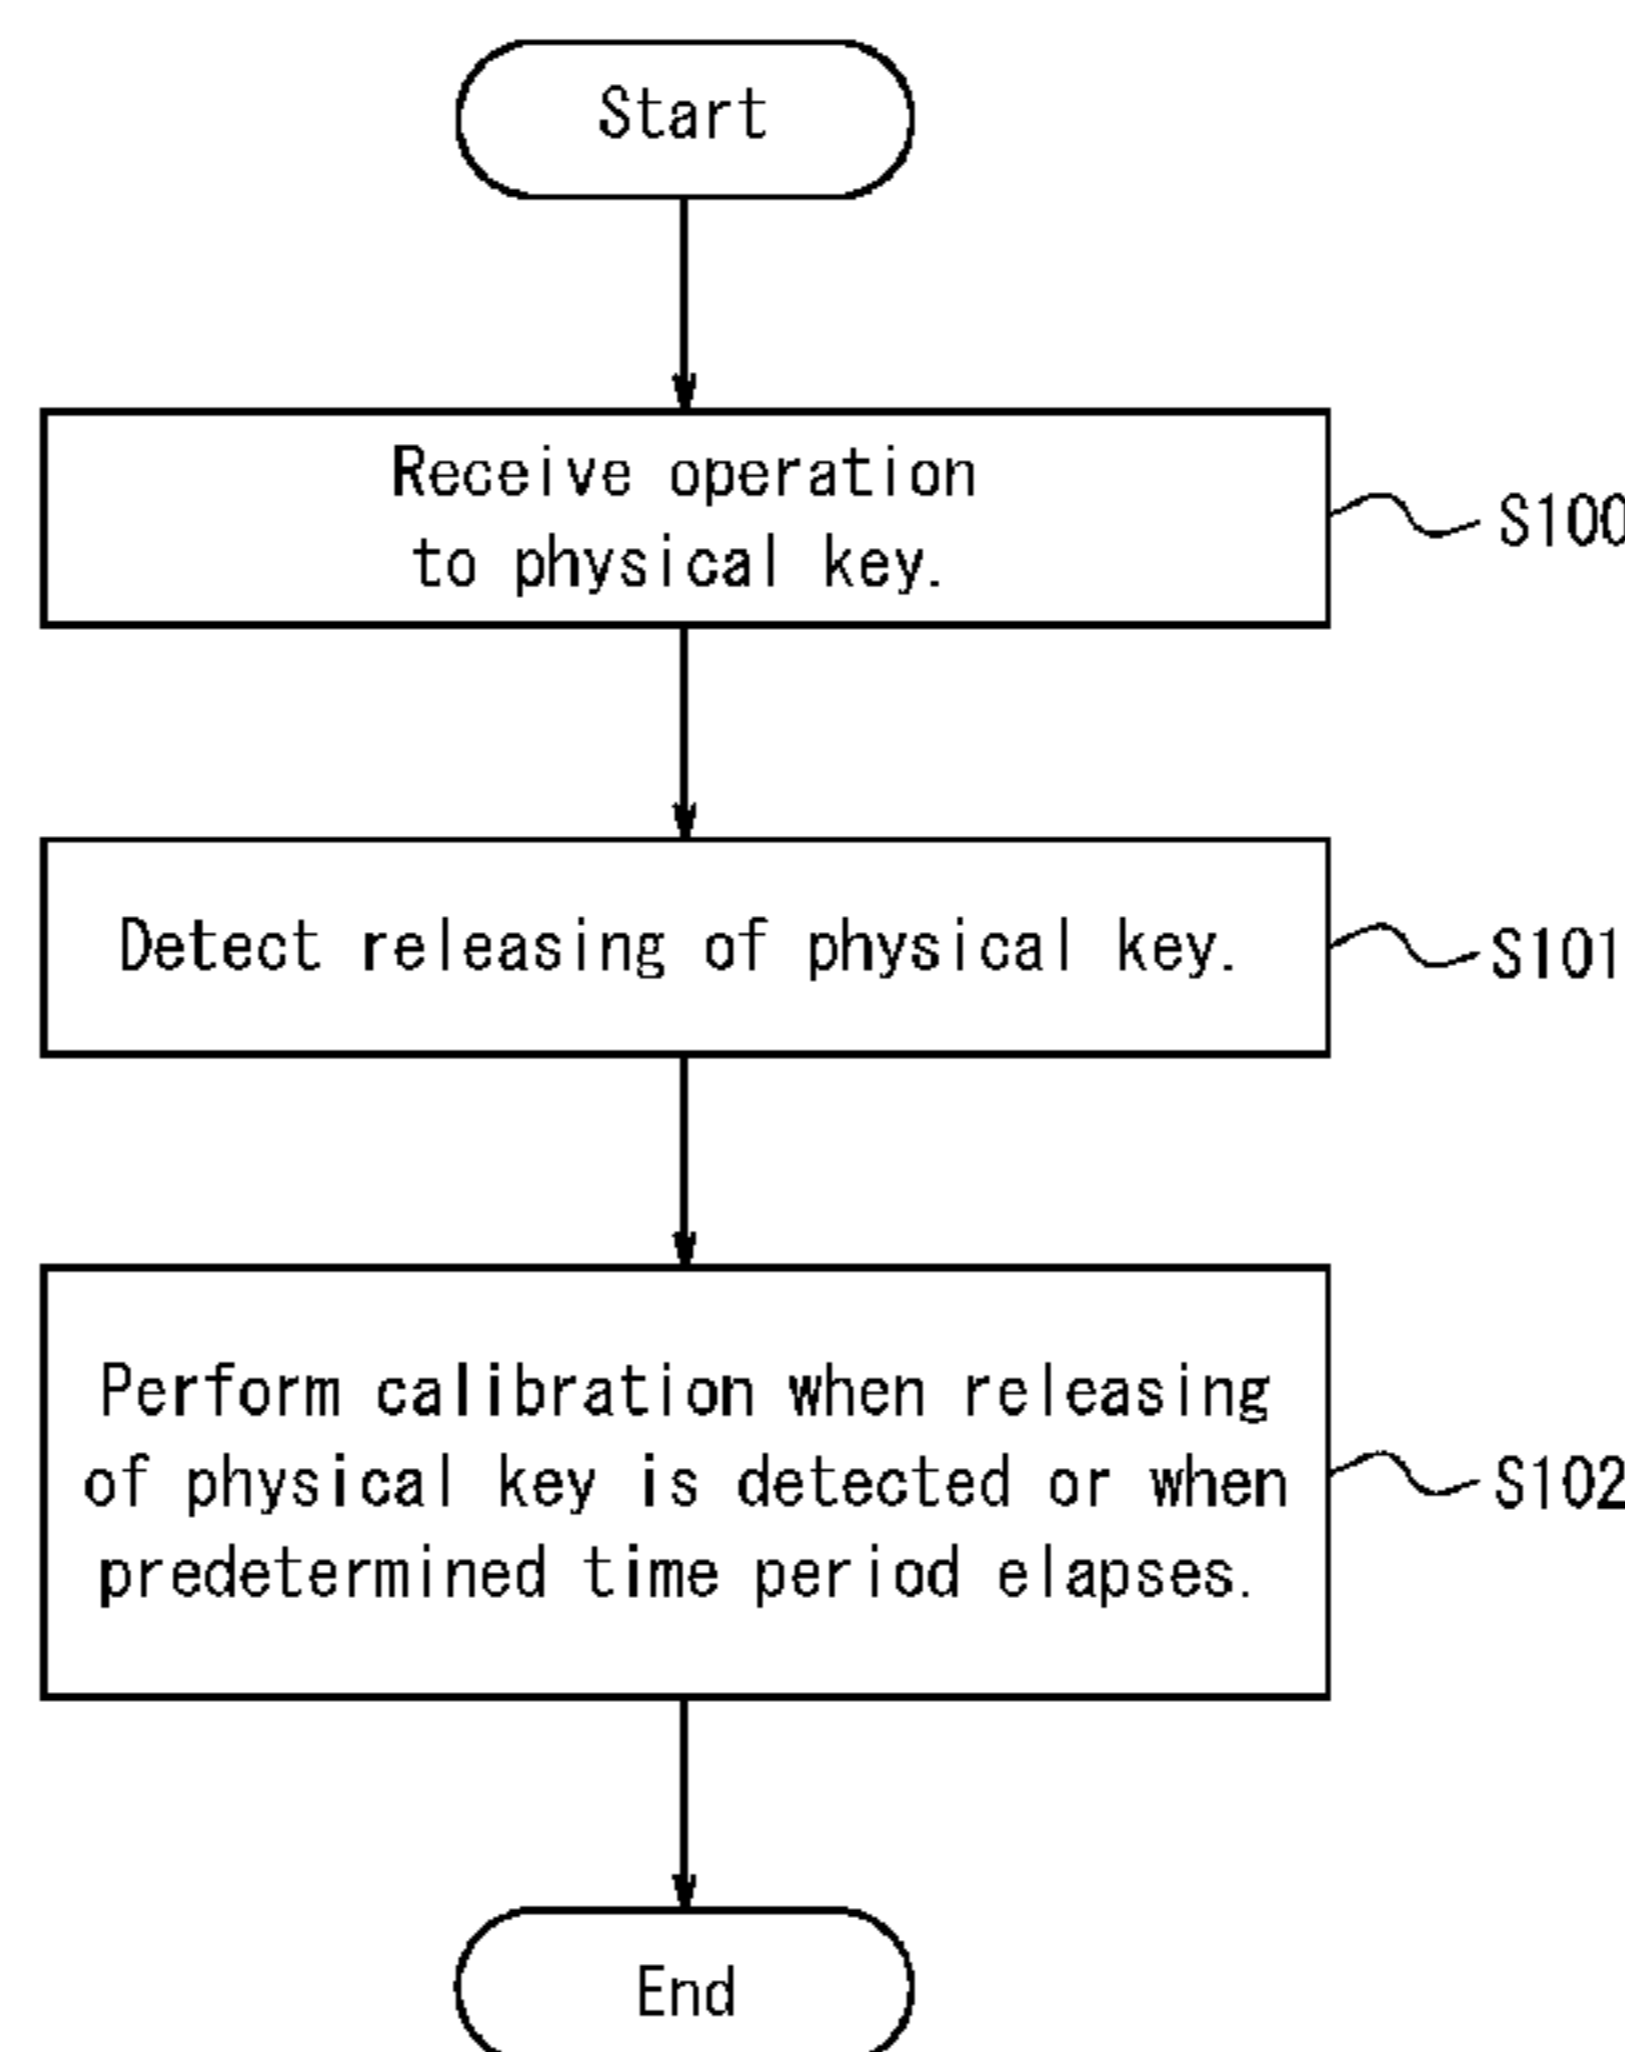 Start
Receive operation
to physical key.
S100
Detect releasing of physical key.
S101
Perform calibration when releasing
of physical key is detected or when
predetermined time period elapses.
S102
End